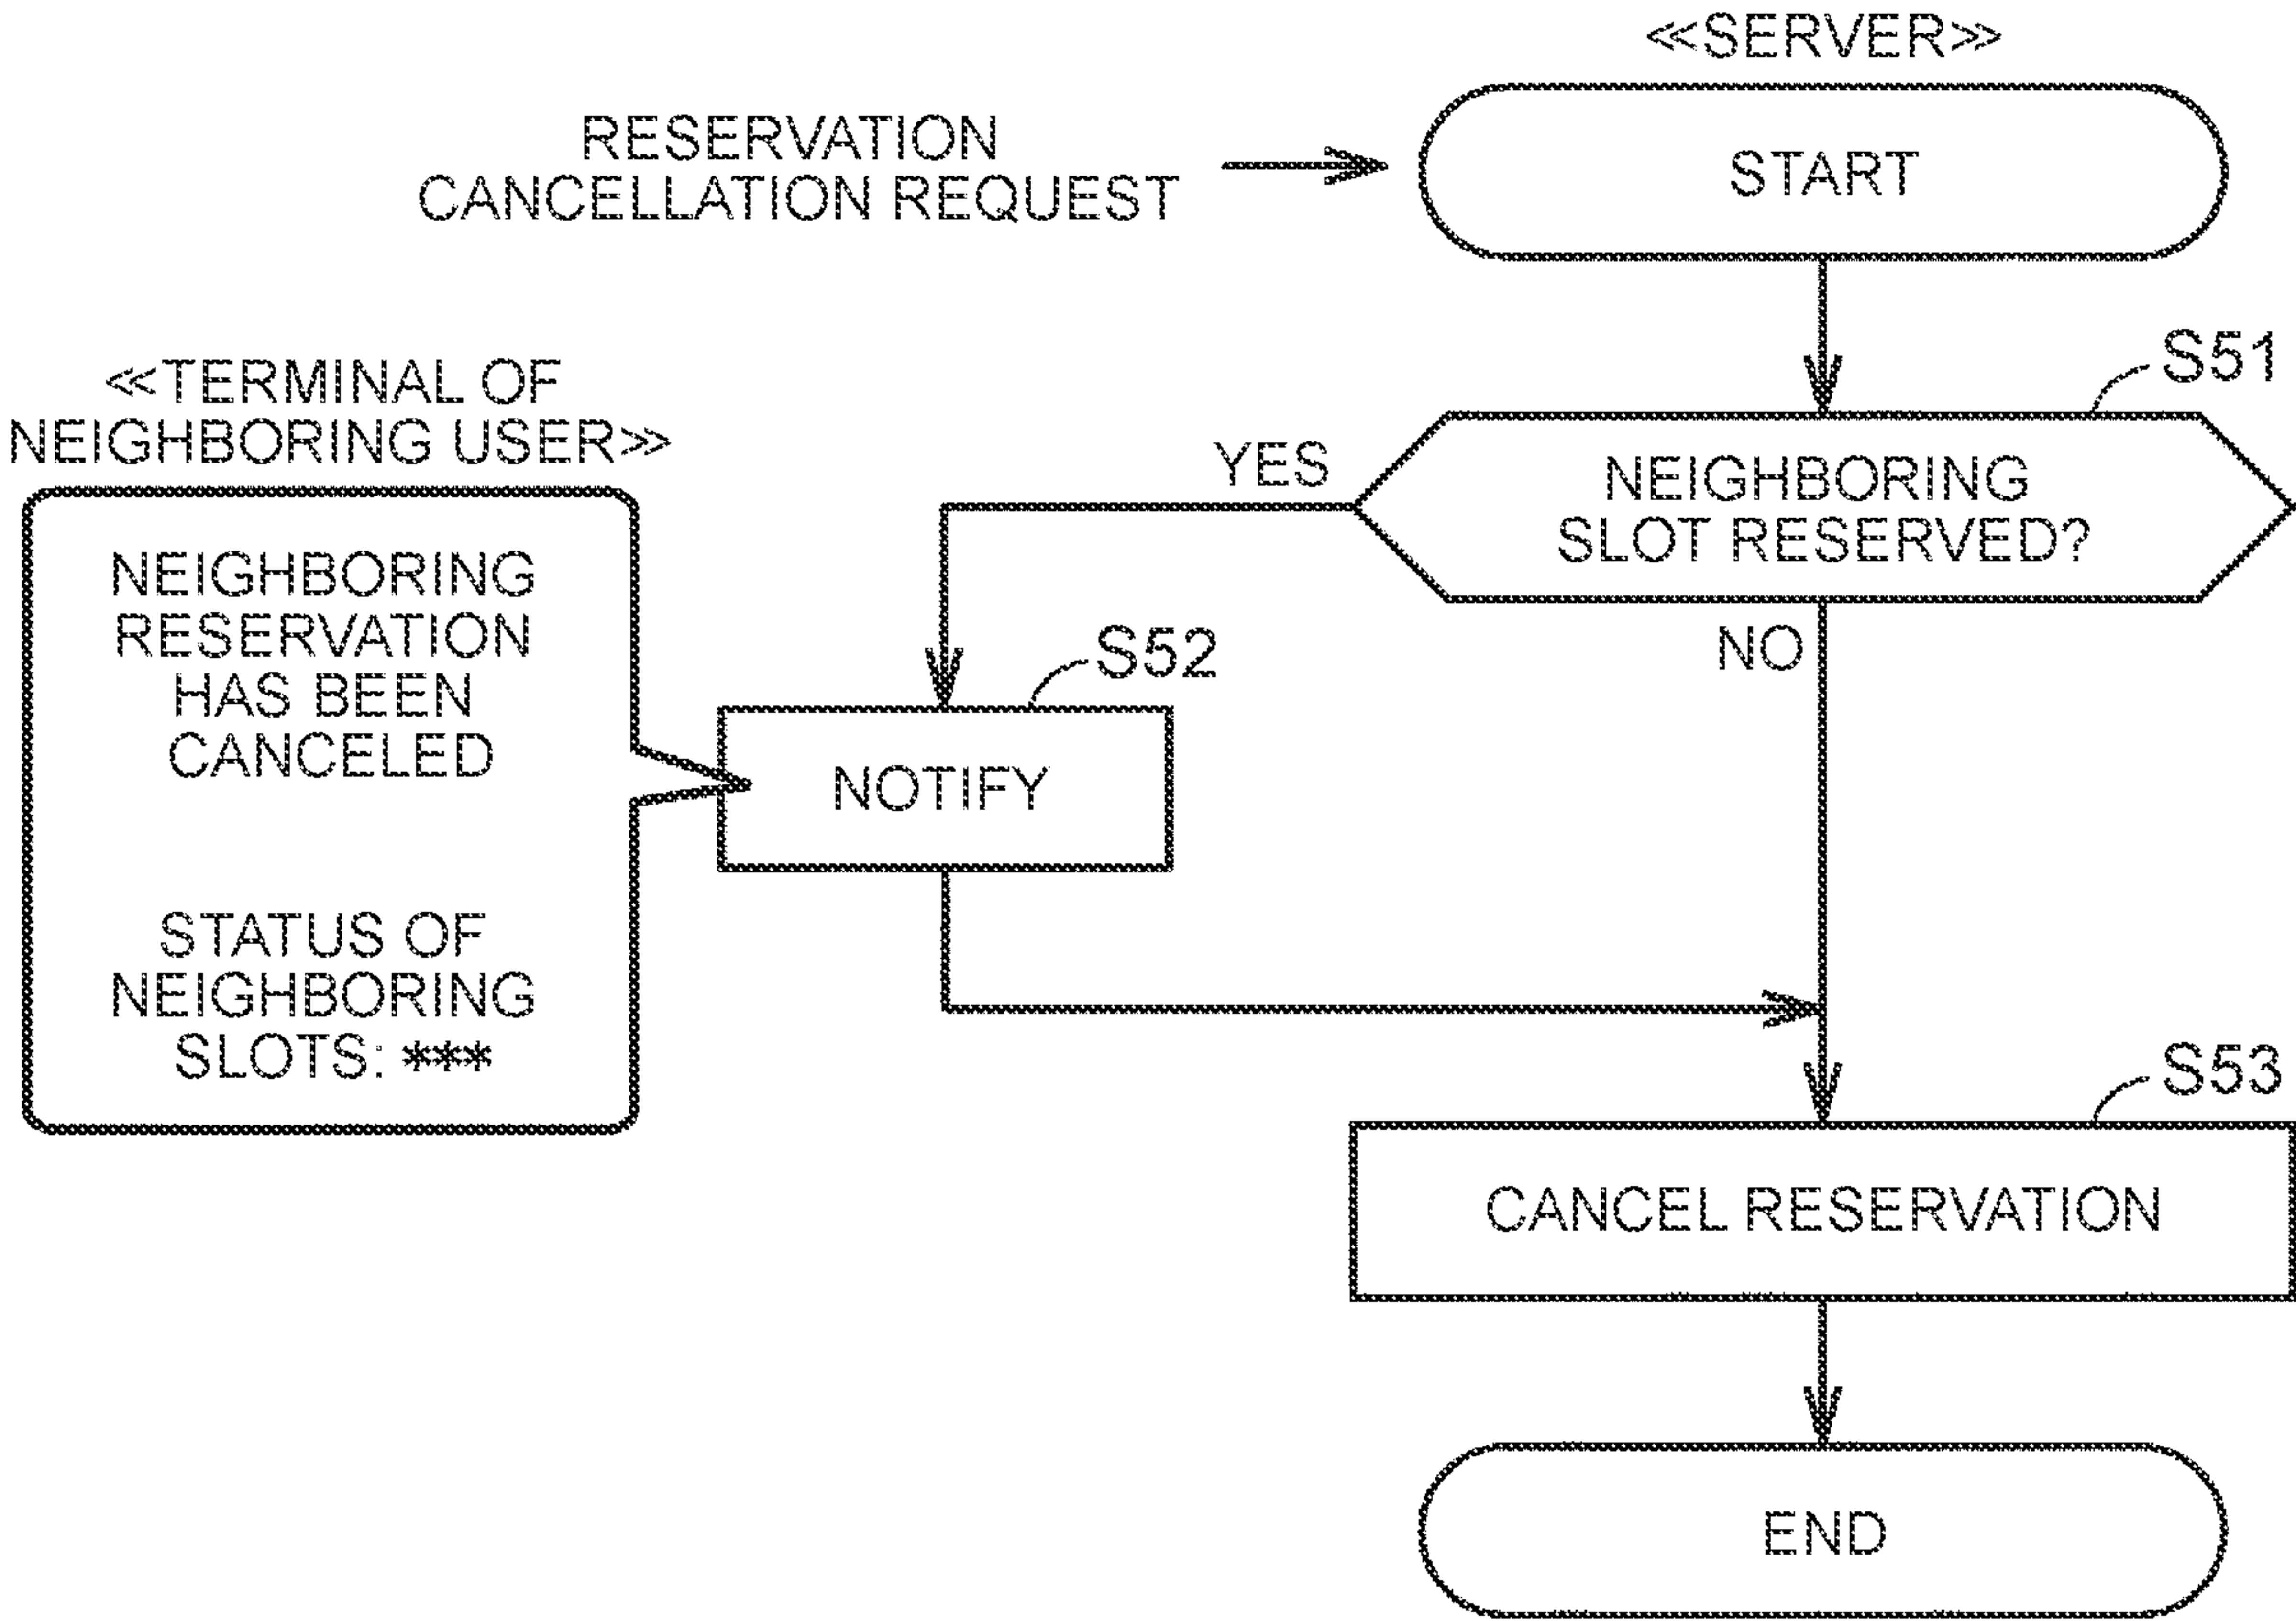 ≪SERVER≫
RESERVATION
CANCELLATION REQUEST
START
S51
≪TERMINAL OF
NEIGHBORING USER≫
YES
NEIGHBORING
SLOT RESERVED?
NO
S52
NEIGHBORING
RESERVATION
HAS BEEN
CANCELED
NOTIFY
STATUS OF
NEIGHBORING
SLOTS: ***
S53
CANCEL RESERVATION
END